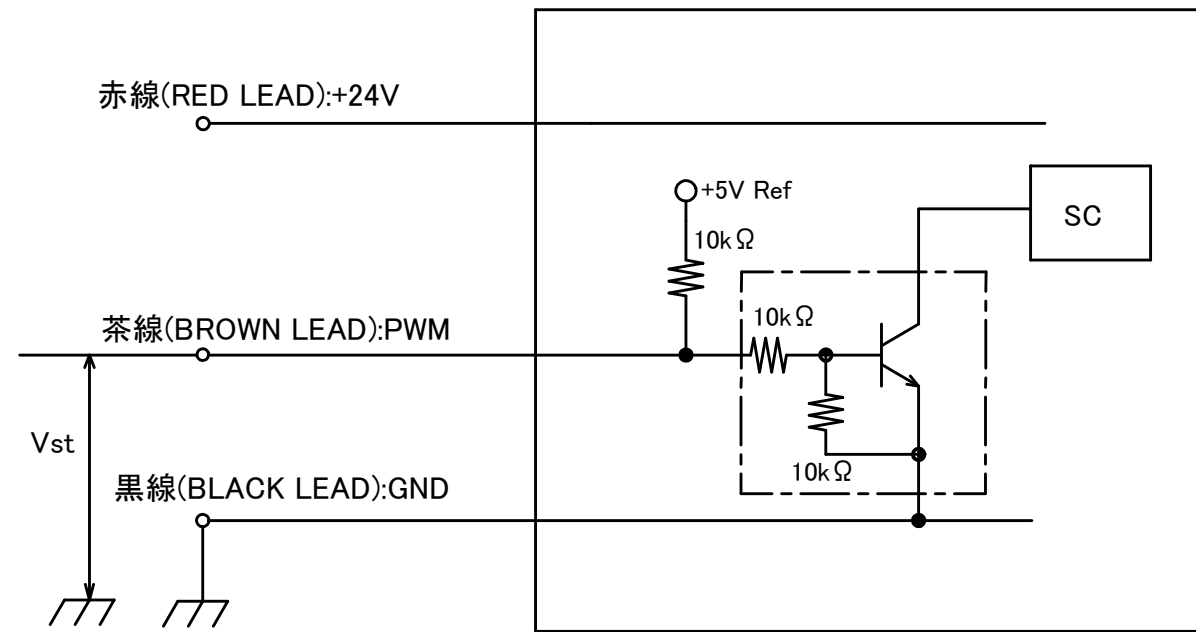 赤線(RED LEAD):+24V
+5V Ref
SC
10kΩ
茶線(BROWN LEAD):PWM
10kΩ
Vst
10kΩ
黒線(BLACK LEAD):GND